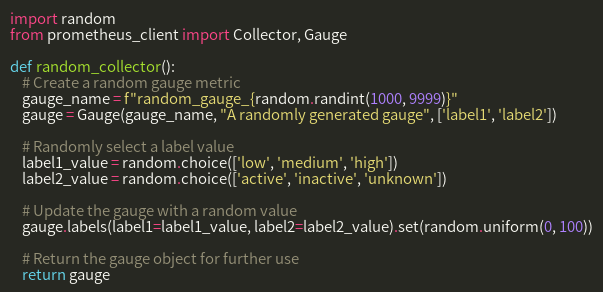 import random
from prometheus_client import Collector, Gauge

def random_collector():
    # Create a random gauge metric
    gauge_name = f"random_gauge_{random.randint(1000, 9999)}"
    gauge = Gauge(gauge_name, "A randomly generated gauge", ['label1', 'label2'])

    # Randomly select a label value
    label1_value = random.choice(['low', 'medium', 'high'])
    label2_value = random.choice(['active', 'inactive', 'unknown'])

    # Update the gauge with a random value
    gauge.labels(label1=label1_value, label2=label2_value).set(random.uniform(0, 100))

    # Return the gauge object for further use
    return gauge